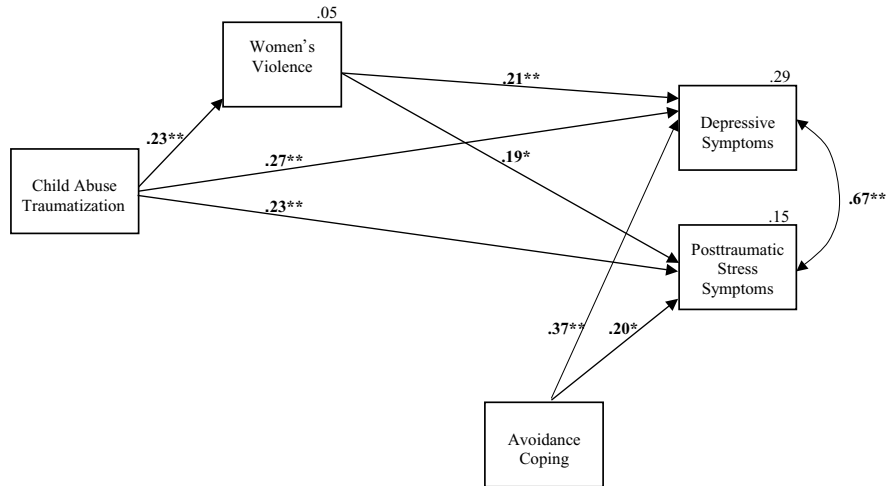 .05
Women's
Violence
.21**
.29
Depressive
Symptoms
.23**
.27**
.19*
Child Abuse
Traumatization
.23**
.67**
.15
Posttraumatic
Stress
Symptoms
.37**
.20*
Avoidance
Coping